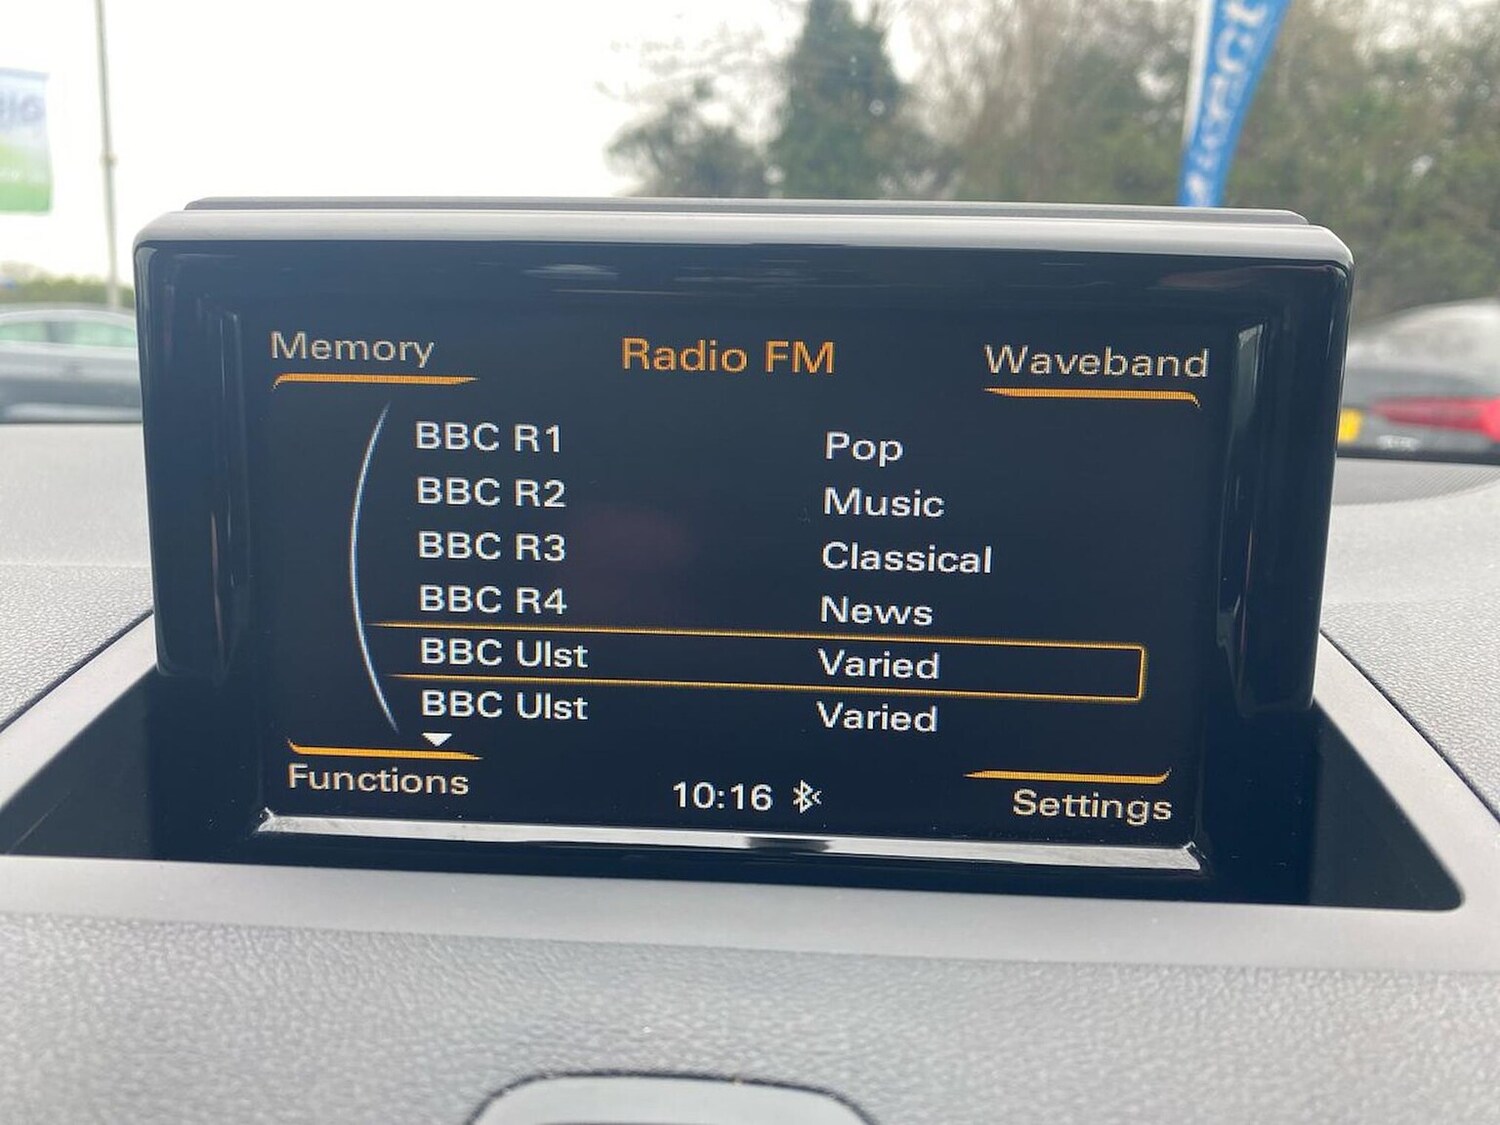 Memory Radio FM Waveband
BBC R1 Pop
BBC R2 Music
BBC R3 Classical
BBC R4 News
BBC Ulst Varied
BBC Ulst Varied
Functions 10:16 Settings